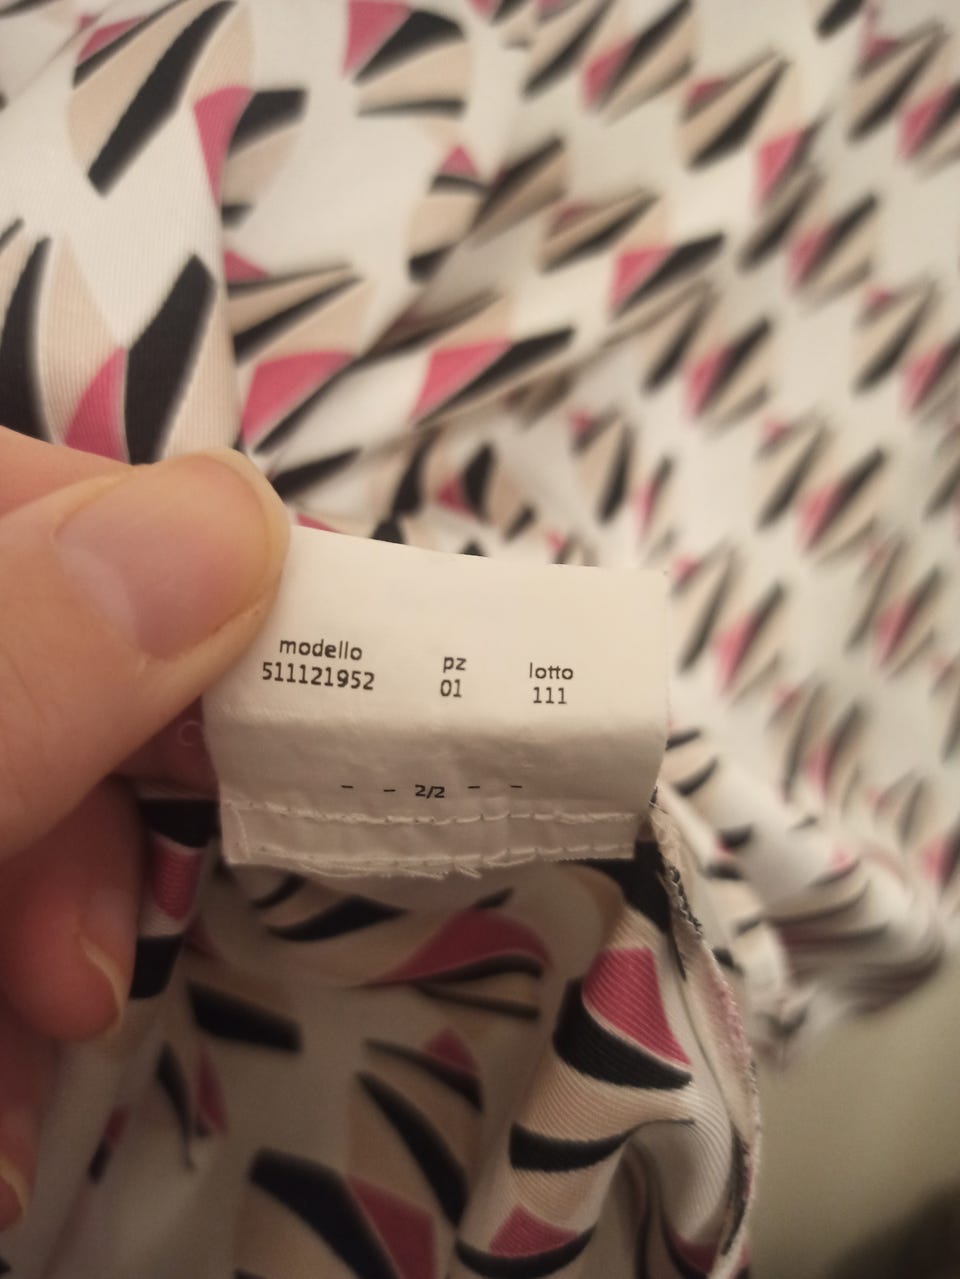 modello pz lotto
511121952 01 111
- - 2/2 - -